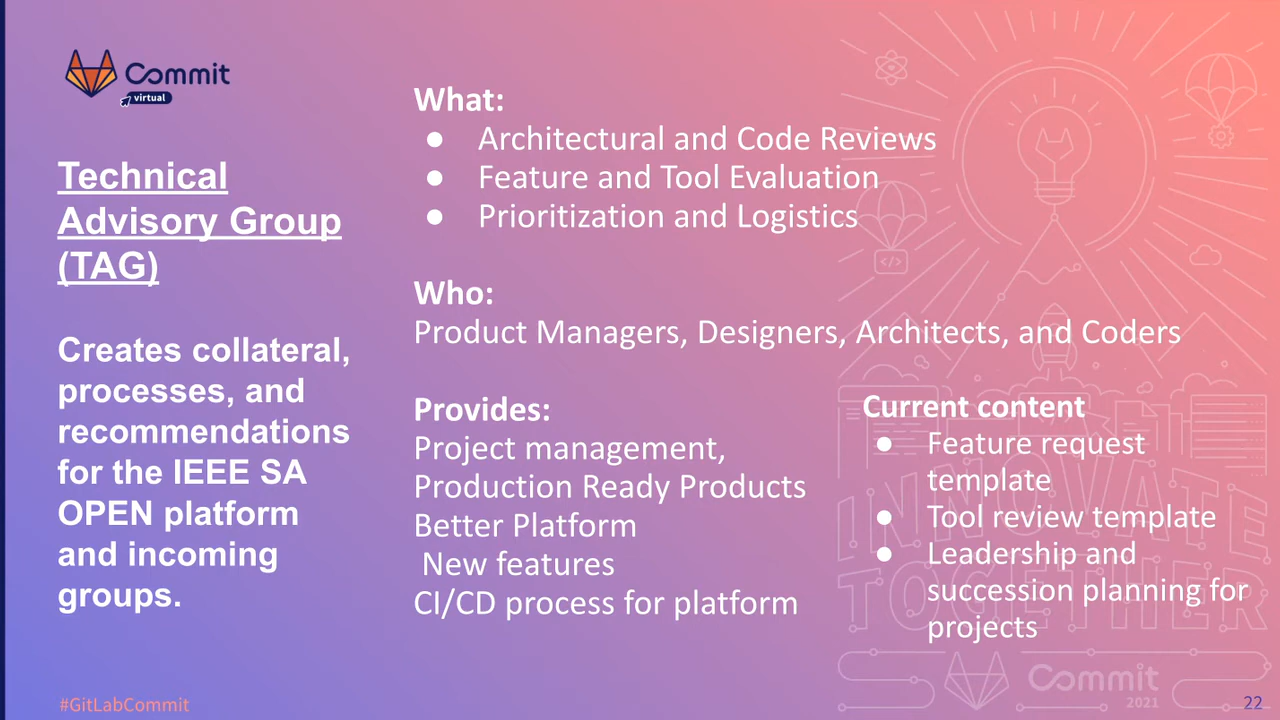 Commit
virtual
Technical
Advisory Group
(TAG)
Creates collateral,
processes, and
recommendations
for the IEEE SA
OPEN platform
and incoming
groups.
What:
● Architectural and Code Reviews
● Feature and Tool Evaluation
● Prioritization and Logistics
Who:
Product Managers, Designers, Architects, and Coders
Provides:
Project management,
Production Ready Products
Better Platform
New features
CI/CD process for platform
Current content
● Feature request
template
● Tool review template
● Leadership and
succession planning for
projects
</>
INNOVATE
TOGETHER
Commit
2021
#GitLabCommit
22